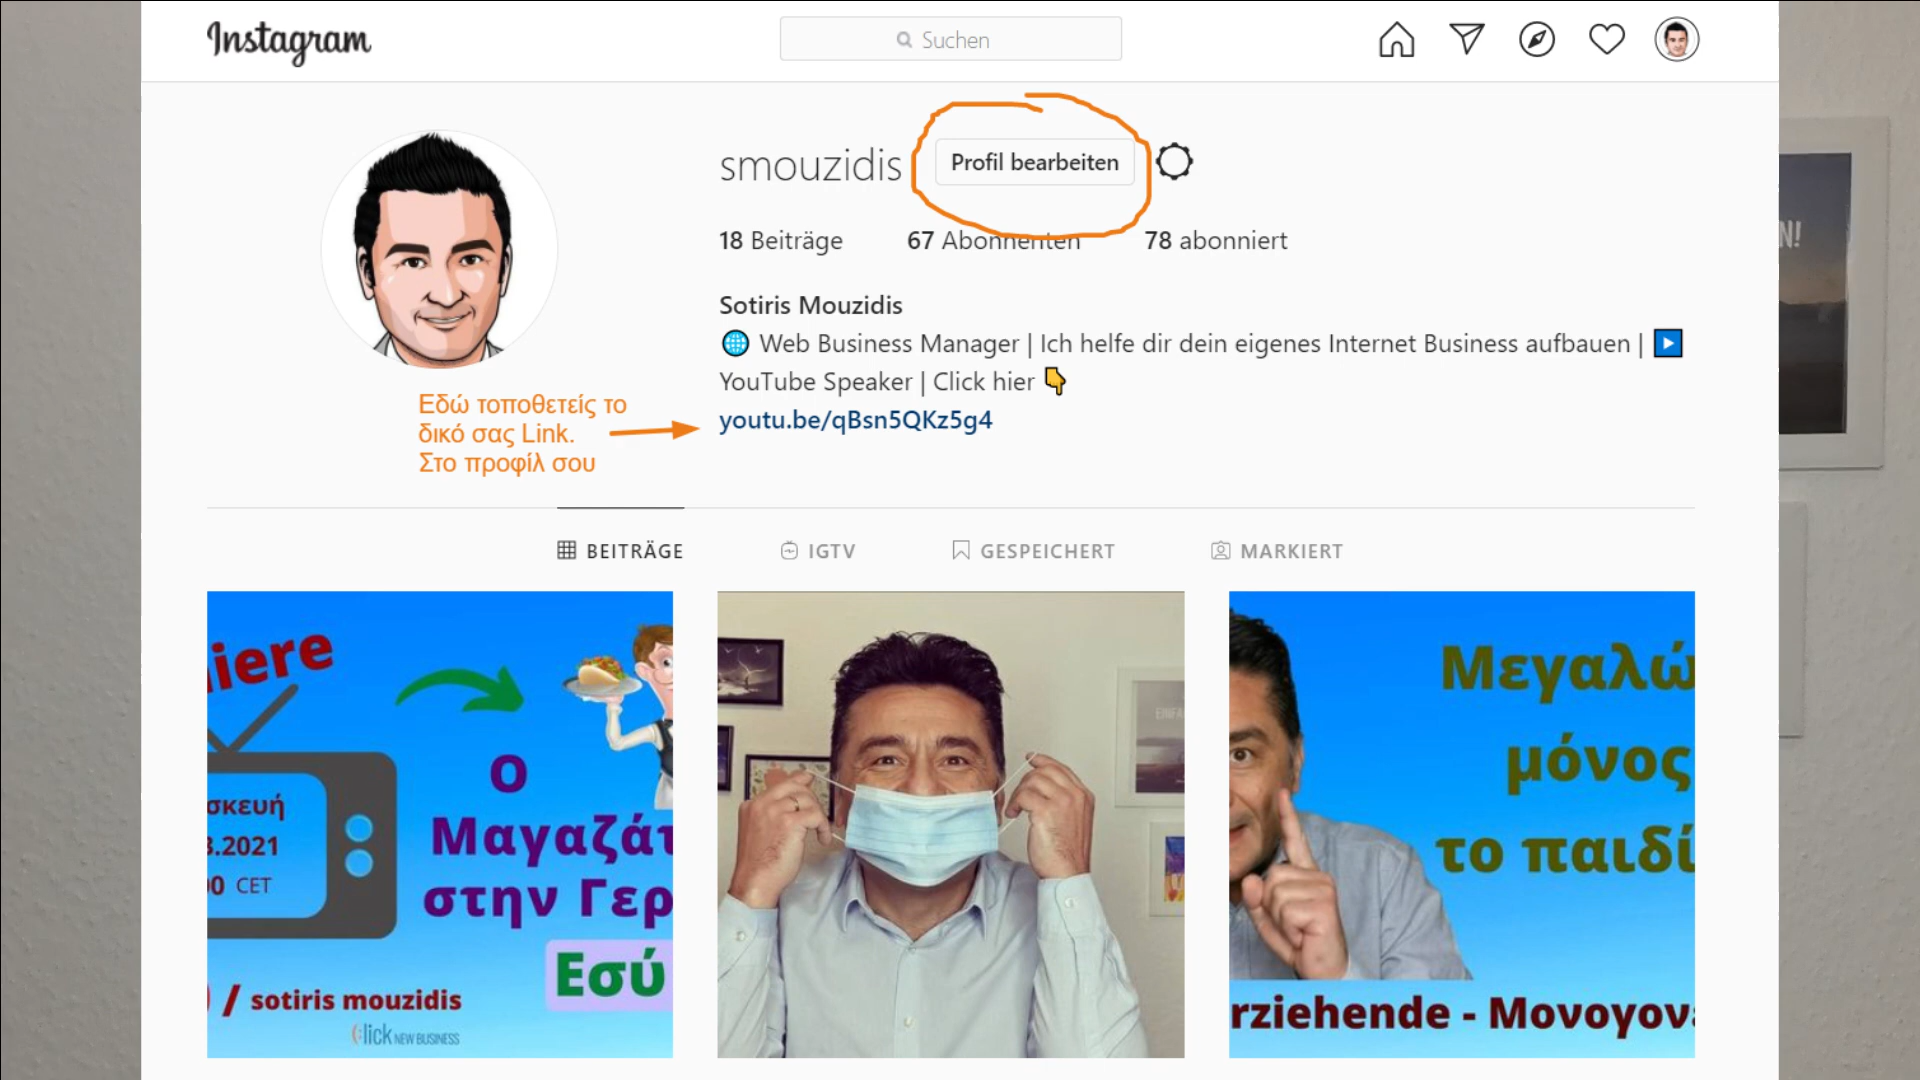 Instagram
Suchen
smouzidis
Profil bearbeiten
18 Beiträge
67 Abonnenten
78 abonniert
Sotiris Mouzidis
Web Business Manager | Ich helfe dir dein eigenes Internet Business aufbauen |
YouTube Speaker | Click hier
youtu.be/qBsn5QKz5g4
Εδώ τοποθετείς το
δικό σας Link.
Στο προφίλ σου
BEITRÄGE
IGTV
GESPEICHERT
MARKIERT
iere
σκευή
3.2021
00 CET
Ο
Μαγαζάτ
στην Γερ
Εσύ
/ sotiris mouzidis
click NEW BUSINESS
Μεγαλώ
μόνος
το παιδί
rziehende - Μονογον
N!